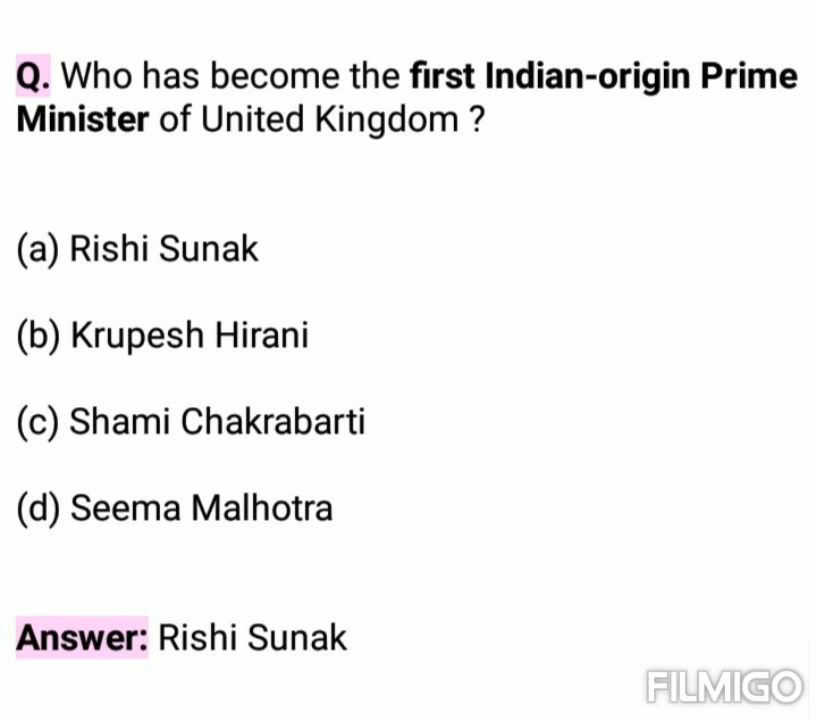 Q. Who has become the first Indian-origin Prime
Minister of United Kingdom ?
(a) Rishi Sunak
(b) Krupesh Hirani
(c) Shami Chakrabarti
(d) Seema Malhotra
Answer: Rishi Sunak
FILMIGO